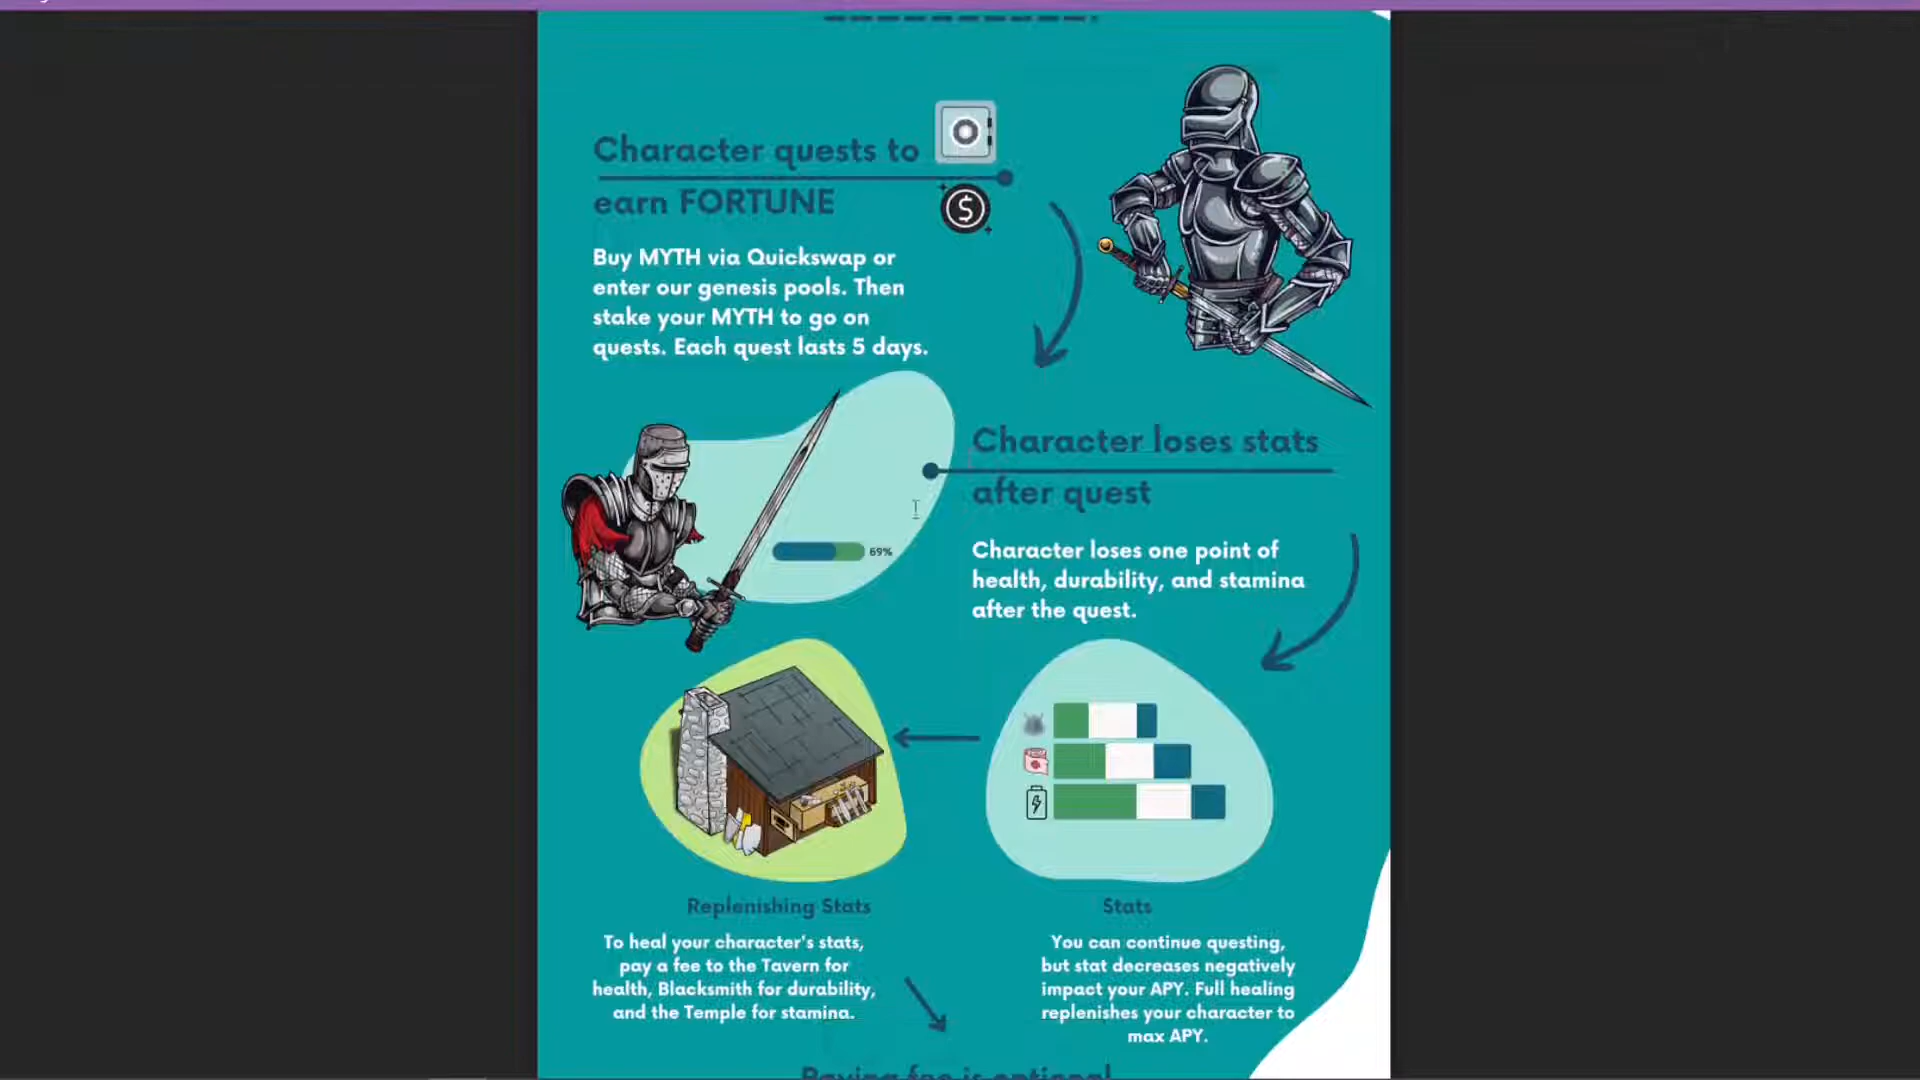 Character quests to
earn FORTUNE
Buy MYTH via Quickswap or
enter our genesis pools. Then
stake your MYTH to go on
quests. Each quest lasts 5 days.
Character loses stats
after quest
69%
Character loses one point of
health, durability, and stamina
after the quest.
Replenishing Stats
To heal your character's stats,
pay a fee to the Tavern for
health, Blacksmith for durability,
and the Temple for stamina.
Stats
You can continue questing,
but stat decreases negatively
impact your APY. Full healing
replenishes your character to
max APY.
Paying fee is optional